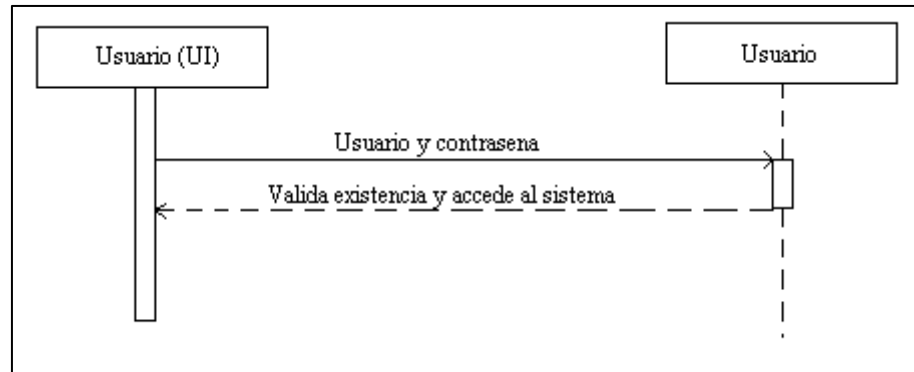 Usuario (UI)
Usuario
Usuario y contrasena
Valida existencia y accede al sistema